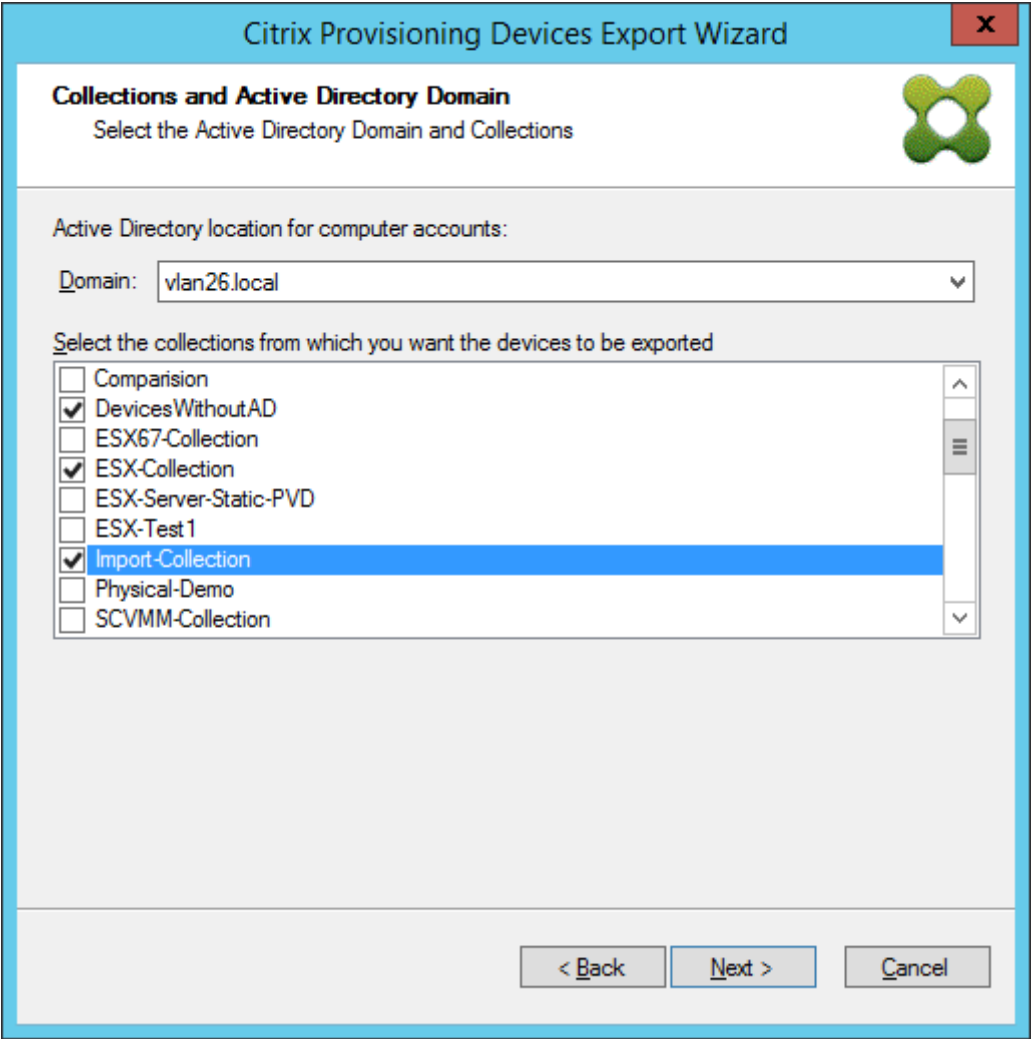 Citrix Provisioning Devices Export Wizard
x
Collections and Active Directory Domain
Select the Active Directory Domain and Collections
Active Directory location for computer accounts:
Domain: vlan26.local
Select the collections from which you want the devices to be exported
Comparision
DevicesWithoutAD
ESX67-Collection
ESX-Collection
ESX-Server-Static-PVD
ESX-Test1
Import-Collection
Physical-Demo
SCVMM-Collection
< Back Next > Cancel